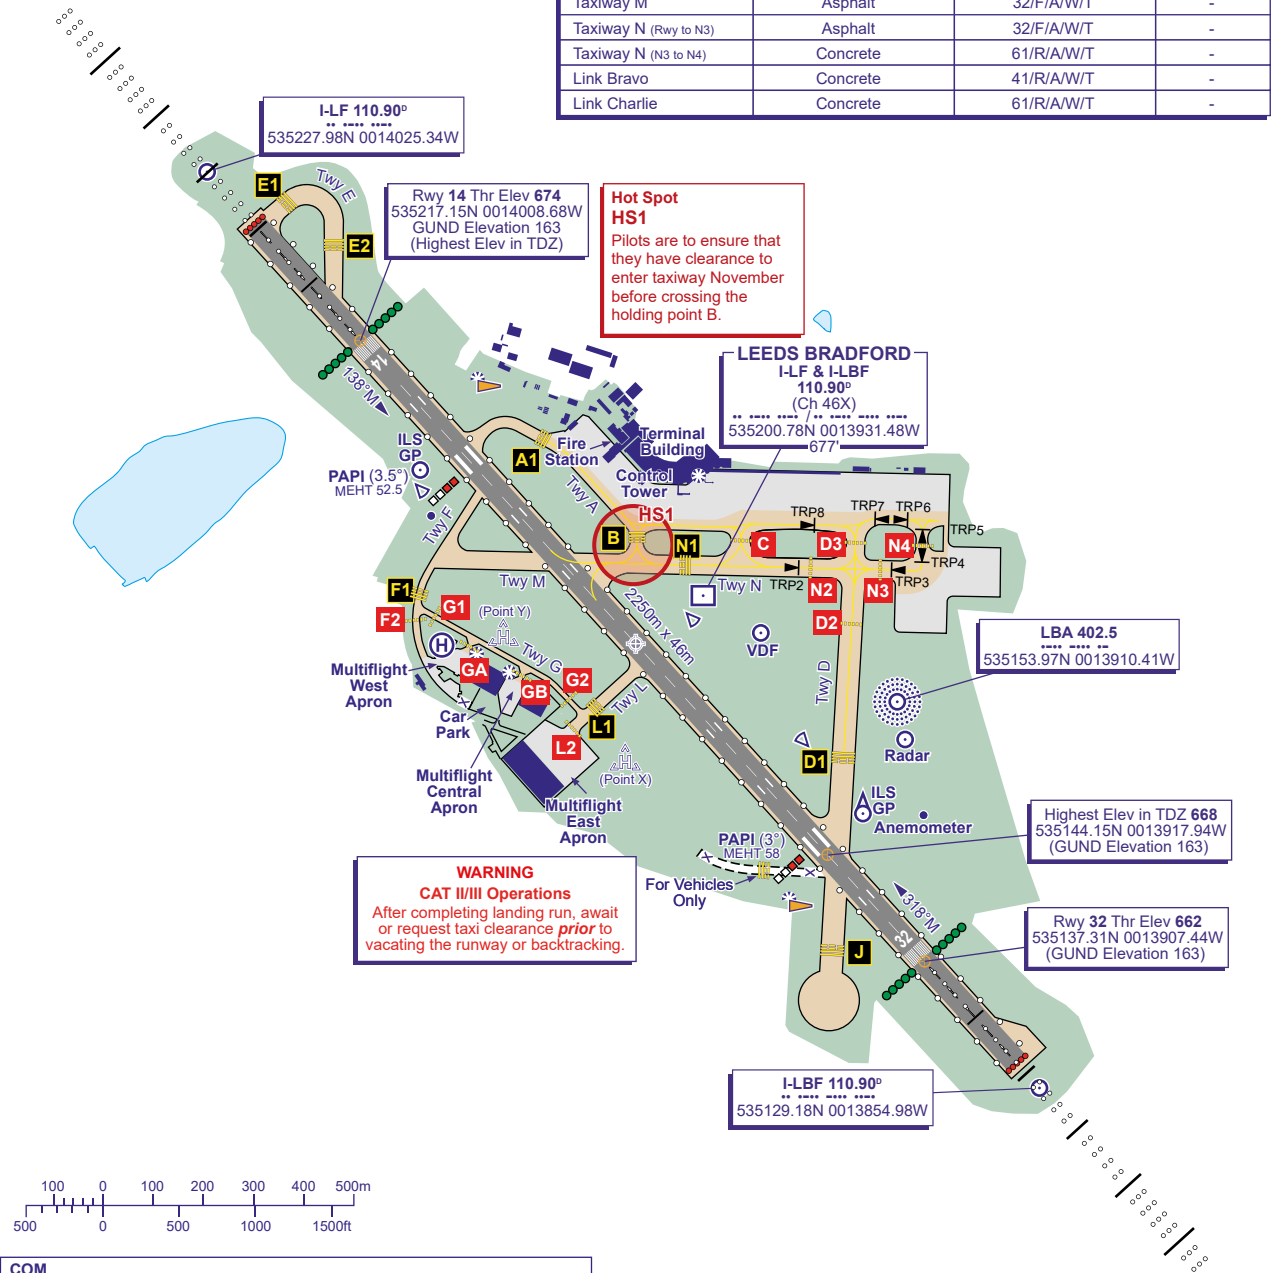 Taxiway M Asphalt 32/F/A/W/T -
Taxiway N (Rwy to N3) Asphalt 32/F/A/W/T -
Taxiway N (N3 to N4) Concrete 61/R/A/W/T -
Link Bravo Concrete 41/R/A/W/T -
Link Charlie Concrete 61/R/A/W/T -
I-LF 110.90ᴰ
535227.98N 0014025.34W
E1
Twy E
E2
Rwy 14 Thr Elev 674
535217.15N 0014008.68W
GUND Elevation 163
(Highest Elev in TDZ)
Hot Spot
HS1
Pilots are to ensure that
they have clearance to
enter taxiway November
before crossing the
holding point B.
14
138°M
LEEDS BRADFORD
I-LF & I-LBF
110.90ᴰ
(Ch 46X)
535200.78N 0013931.48W
677'
ILS
GP
PAPI (3.5°)
MEHT 52.5
A1
Fire
Station
Terminal
Building
Control
Tower
Twy A
Twy F
HS1
B
N1
C
D3
N4
TRP8
TRP7
TRP6
TRP5
TRP4
TRP3
TRP2
Twy M
Twy N
N2
N3
D2
F1
F2
G1
(Point Y)
H
H
2250m x 46m
VDF
LBA 402.5
535153.97N 0013910.41W
Multiflight
West
Apron
GA
Twy G
GB
G2
Twy L
L1
L2
Twy D
Car
Park
H
(Point X)
D1
Radar
Multiflight
Central
Apron
Multiflight
East
Apron
ILS
GP
Anemometer
Highest Elev in TDZ 668
535144.15N 0013917.94W
(GUND Elevation 163)
PAPI (3°)
MEHT 58
For Vehicles
Only
WARNING
CAT II/III Operations
After completing landing run, await
or request taxi clearance prior to
vacating the runway or backtracking.
318°M
32
Rwy 32 Thr Elev 662
535137.31N 0013907.44W
(GUND Elevation 163)
J
I-LBF 110.90ᴰ
535129.18N 0013854.98W
100 0 100 200 300 400 500m
500 0 500 1000 1500ft
COM